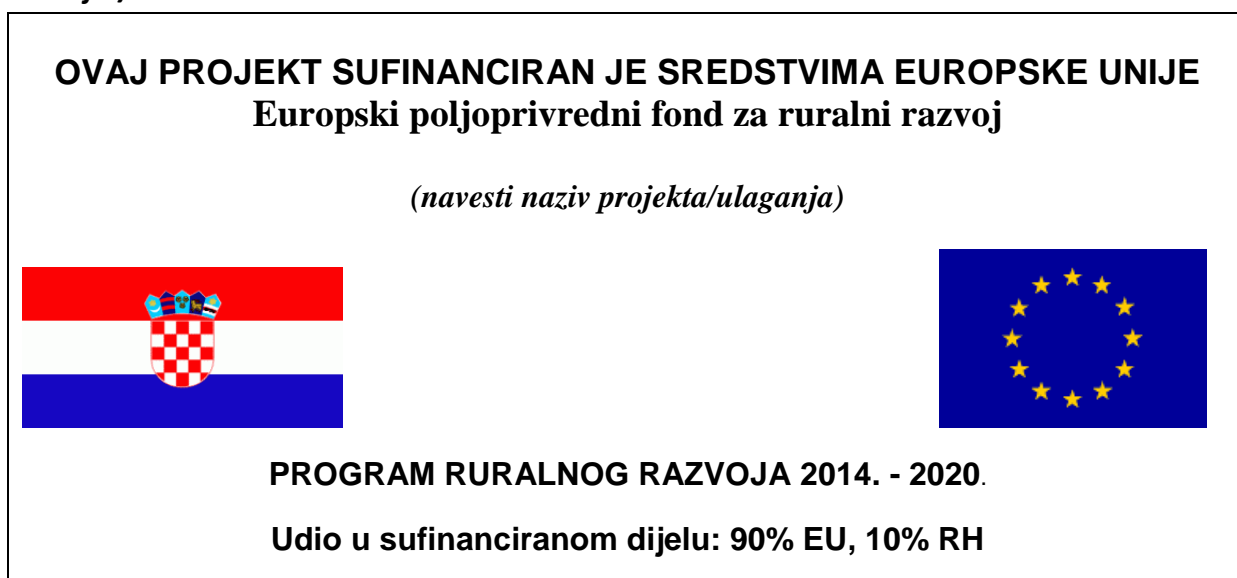 OVAJ PROJEKT SUFINANCIRAN JE SREDSTVIMA EUROPSKE UNIJE
Europski poljoprivredni fond za ruralni razvoj
(navesti naziv projekta/ulaganja)
PROGRAM RURALNOG RAZVOJA 2014. - 2020.
Udio u sufinanciranom dijelu: 90% EU, 10% RH